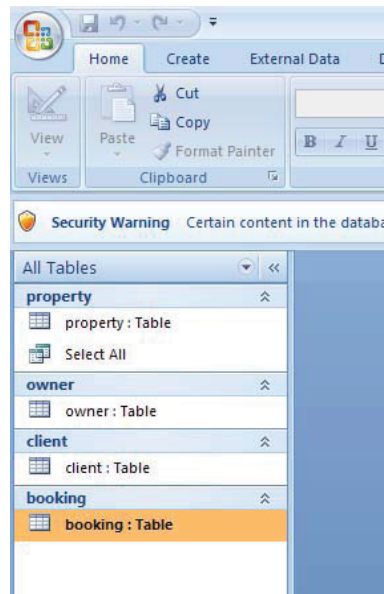 Home Create External Data D
Cut
Copy
Format Painter
View Paste
B I U
Views Clipboard
Security Warning Certain content in the databa
All Tables
property
property : Table
Select All
owner
owner : Table
client
client : Table
booking
booking : Table